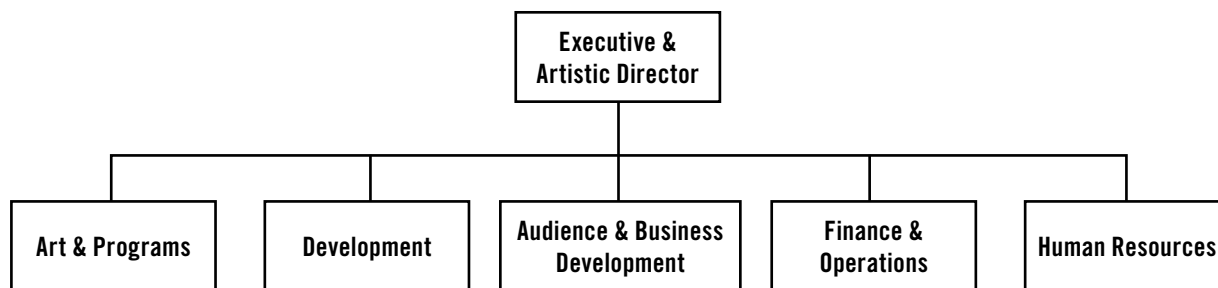 Executive &
Artistic Director
Art & Programs
Development
Audience & Business
Development
Finance &
Operations
Human Resources